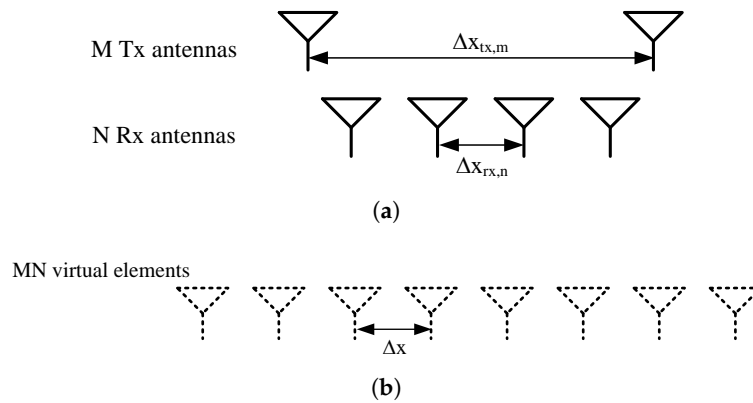 M Tx antennas
Δx_tx,m
N Rx antennas
Δx_rx,n
(a)
MN virtual elements
Δx
(b)